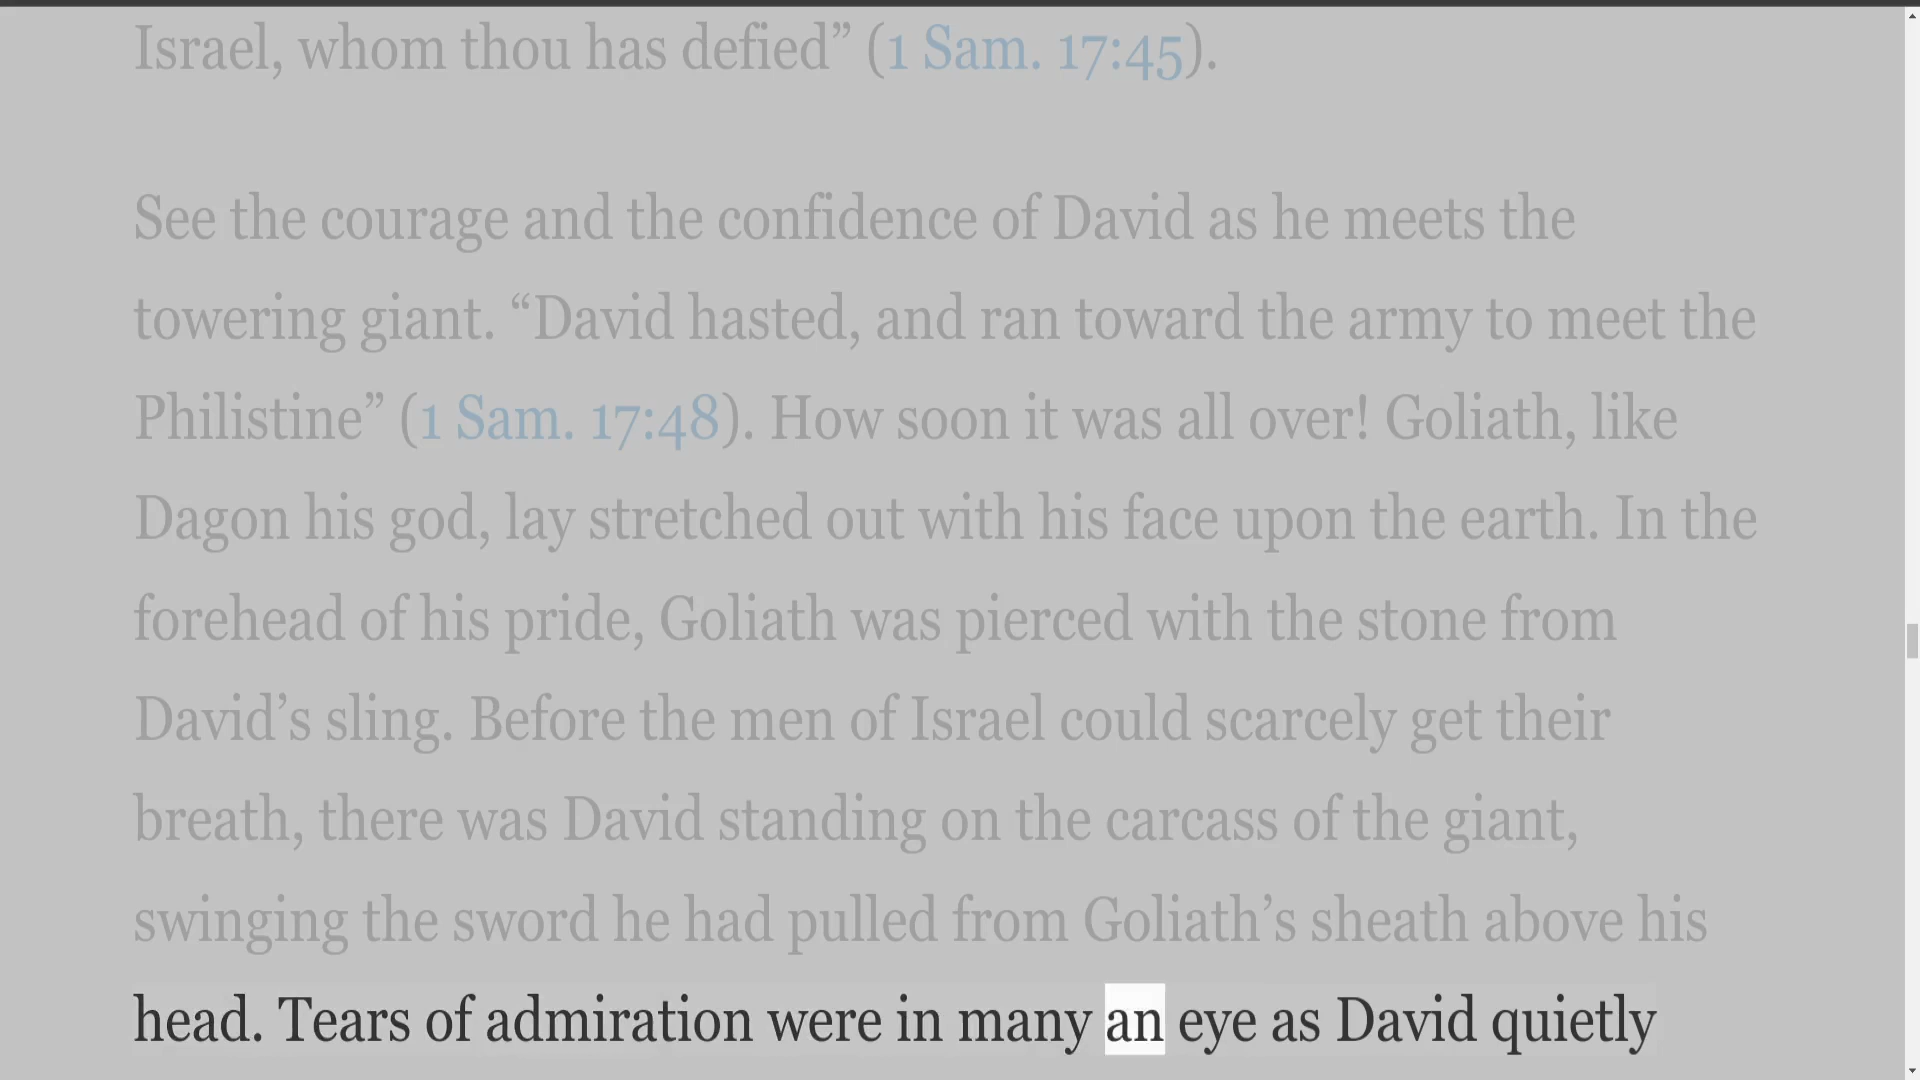 Israel, whom thou has defied” (1 Sam. 17:45).
See the courage and the confidence of David as he meets the
towering giant. “David hasted, and ran toward the army to meet the
Philistine” (1 Sam. 17:48). How soon it was all over! Goliath, like
Dagon his god, lay stretched out with his face upon the earth. In the
forehead of his pride, Goliath was pierced with the stone from
David’s sling. Before the men of Israel could scarcely get their
breath, there was David standing on the carcass of the giant,
swinging the sword he had pulled from Goliath’s sheath above his
head. Tears of admiration were in many an eye as David quietly